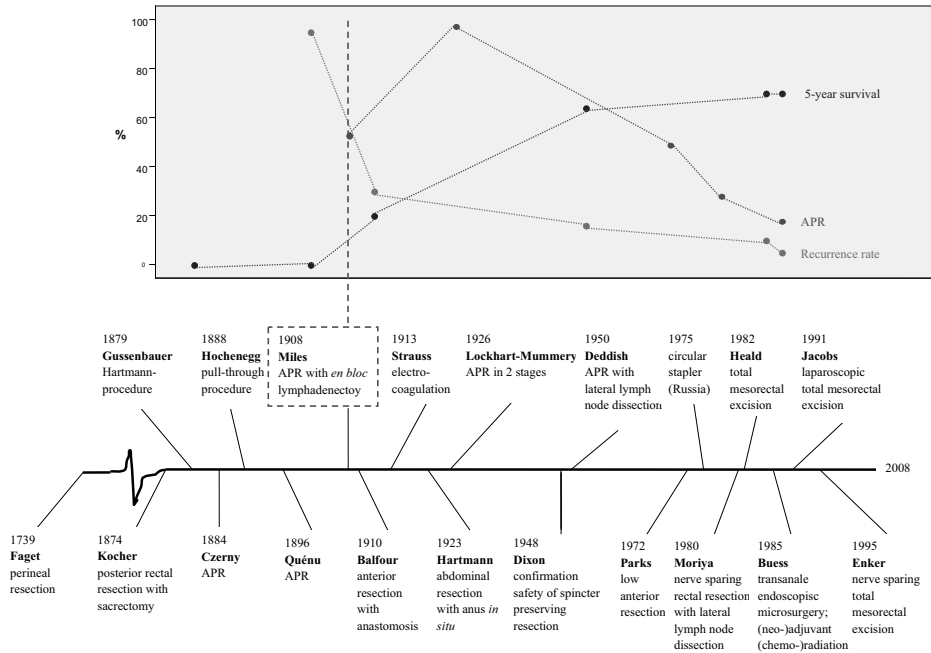 100
80
60
%
40
20
0
5-year survival
APR
Recurrence rate
1879
Gussenbauer
Hartmann-
procedure
1888
Hochenegg
pull-through
procedure
1908
Miles
APR with en bloc
lymphadenectoy
1913
Strauss
electro-
coagulation
1926
Lockhart-Mummery
APR in 2 stages
1950
Deddish
APR with
lateral lymph
node dissection
1975
circular
stapler
(Russia)
1982
Heald
total
mesorectal
excision
1991
Jacobs
laparoscopic
total mesorectal
excision
2008
1739
Faget
perineal
resection
1874
Kocher
posterior rectal
resection with
sacrectomy
1884
Czerny
APR
1896
Quénu
APR
1910
Balfour
anterior
resection
with
anastomosis
1923
Hartmann
abdominal
resection
with anus in
situ
1948
Dixon
confirmation
safety of spincter
preserving
resection
1972
Parks
low
anterior
resection
1980
Moriya
nerve sparing
rectal resection
with lateral
lymph node
dissection
1985
Buess
transanale
endoscopisc
microsurgery;
(neo-)adjuvant
(chemo-)radiation
1995
Enker
nerve sparing
total
mesorectal
excision